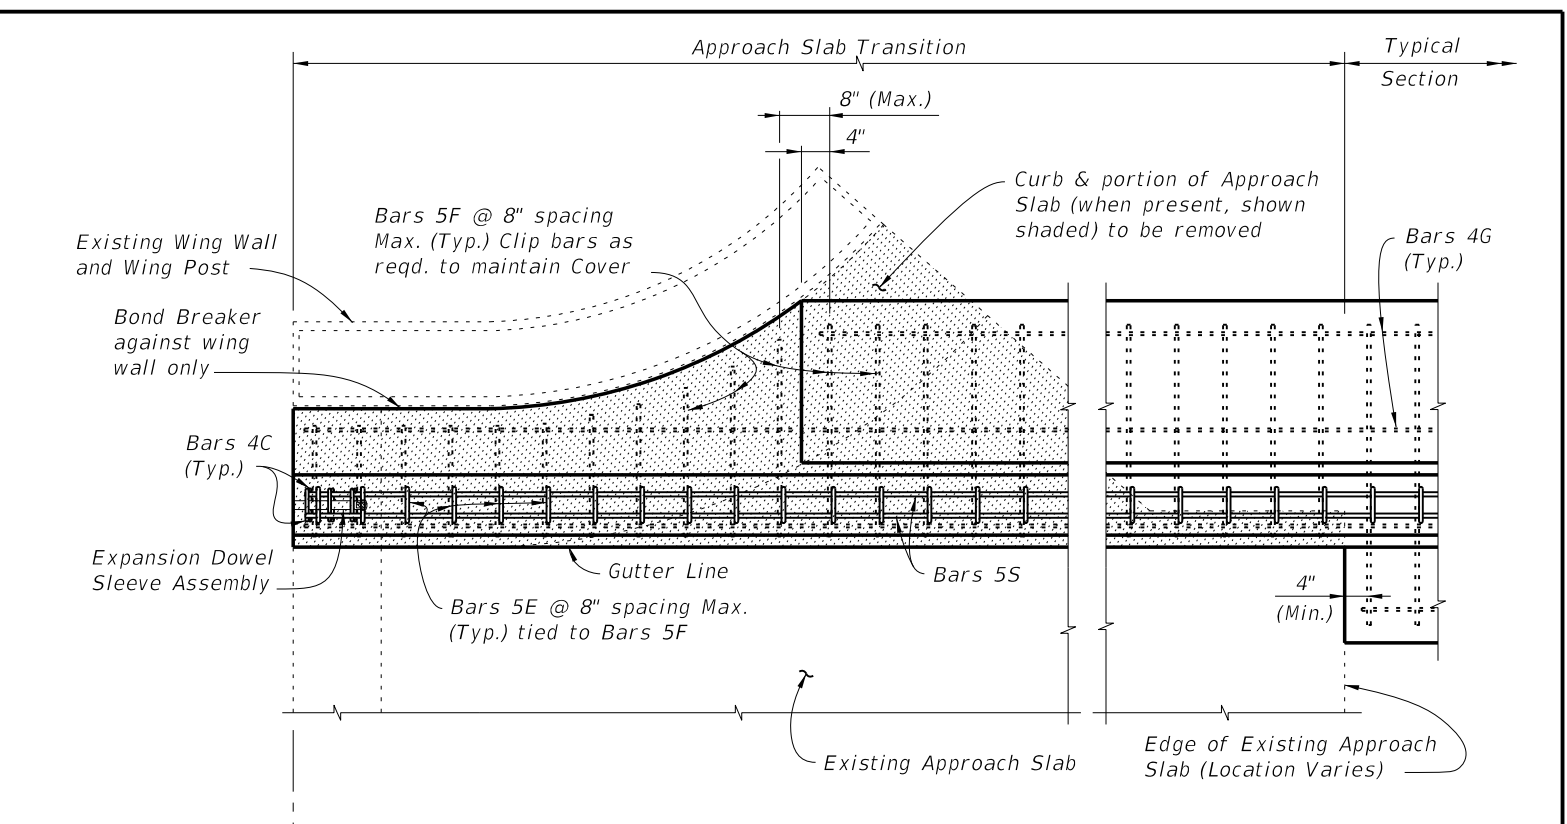 Approach Slab Transition
Typical
Section
8" (Max.)
4"
Curb & portion of Approach
Slab (when present, shown
shaded) to be removed
Bars 5F @ 8" spacing
Max. (Typ.) Clip bars as
reqd. to maintain Cover
Existing Wing Wall
and Wing Post
Bars 4G
(Typ.)
Bond Breaker
against wing
wall only
Bars 4C
(Typ.)
Expansion Dowel
Sleeve Assembly
Gutter Line
Bars 5S
Bars 5E @ 8" spacing Max.
(Typ.) tied to Bars 5F
4"
(Min.)
Existing Approach Slab
Edge of Existing Approach
Slab (Location Varies)